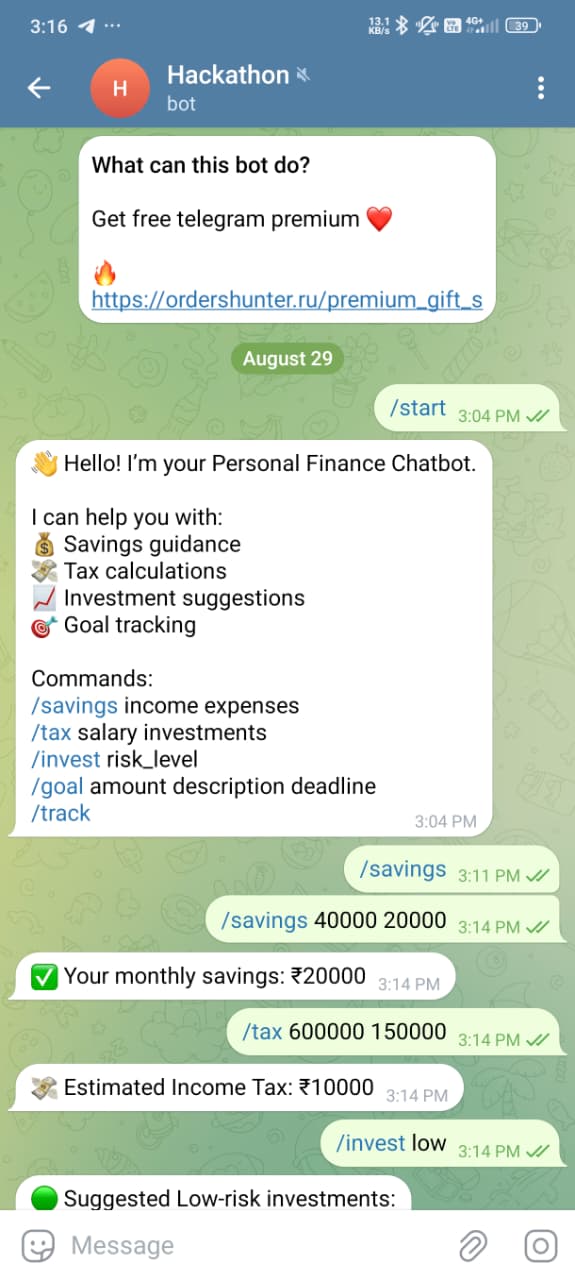 3:16
13.1 KB/s
Vo LTE
4G+
39
H
Hackathon
bot
What can this bot do?
Get free telegram premium ❤️
🔥
https://ordershunter.ru/premium_gift_s
August 29
/start 3:04 PM
👋 Hello! I'm your Personal Finance Chatbot.
I can help you with:
💰 Savings guidance
💸 Tax calculations
📈 Investment suggestions
🎯 Goal tracking
Commands:
/savings income expenses
/tax salary investments
/invest risk_level
/goal amount description deadline
/track
3:04 PM
/savings 3:11 PM
/savings 40000 20000 3:14 PM
✅ Your monthly savings: ₹20000 3:14 PM
/tax 600000 150000 3:14 PM
💸 Estimated Income Tax: ₹10000 3:14 PM
/invest low 3:14 PM
🟢 Suggested Low-risk investments:
Message